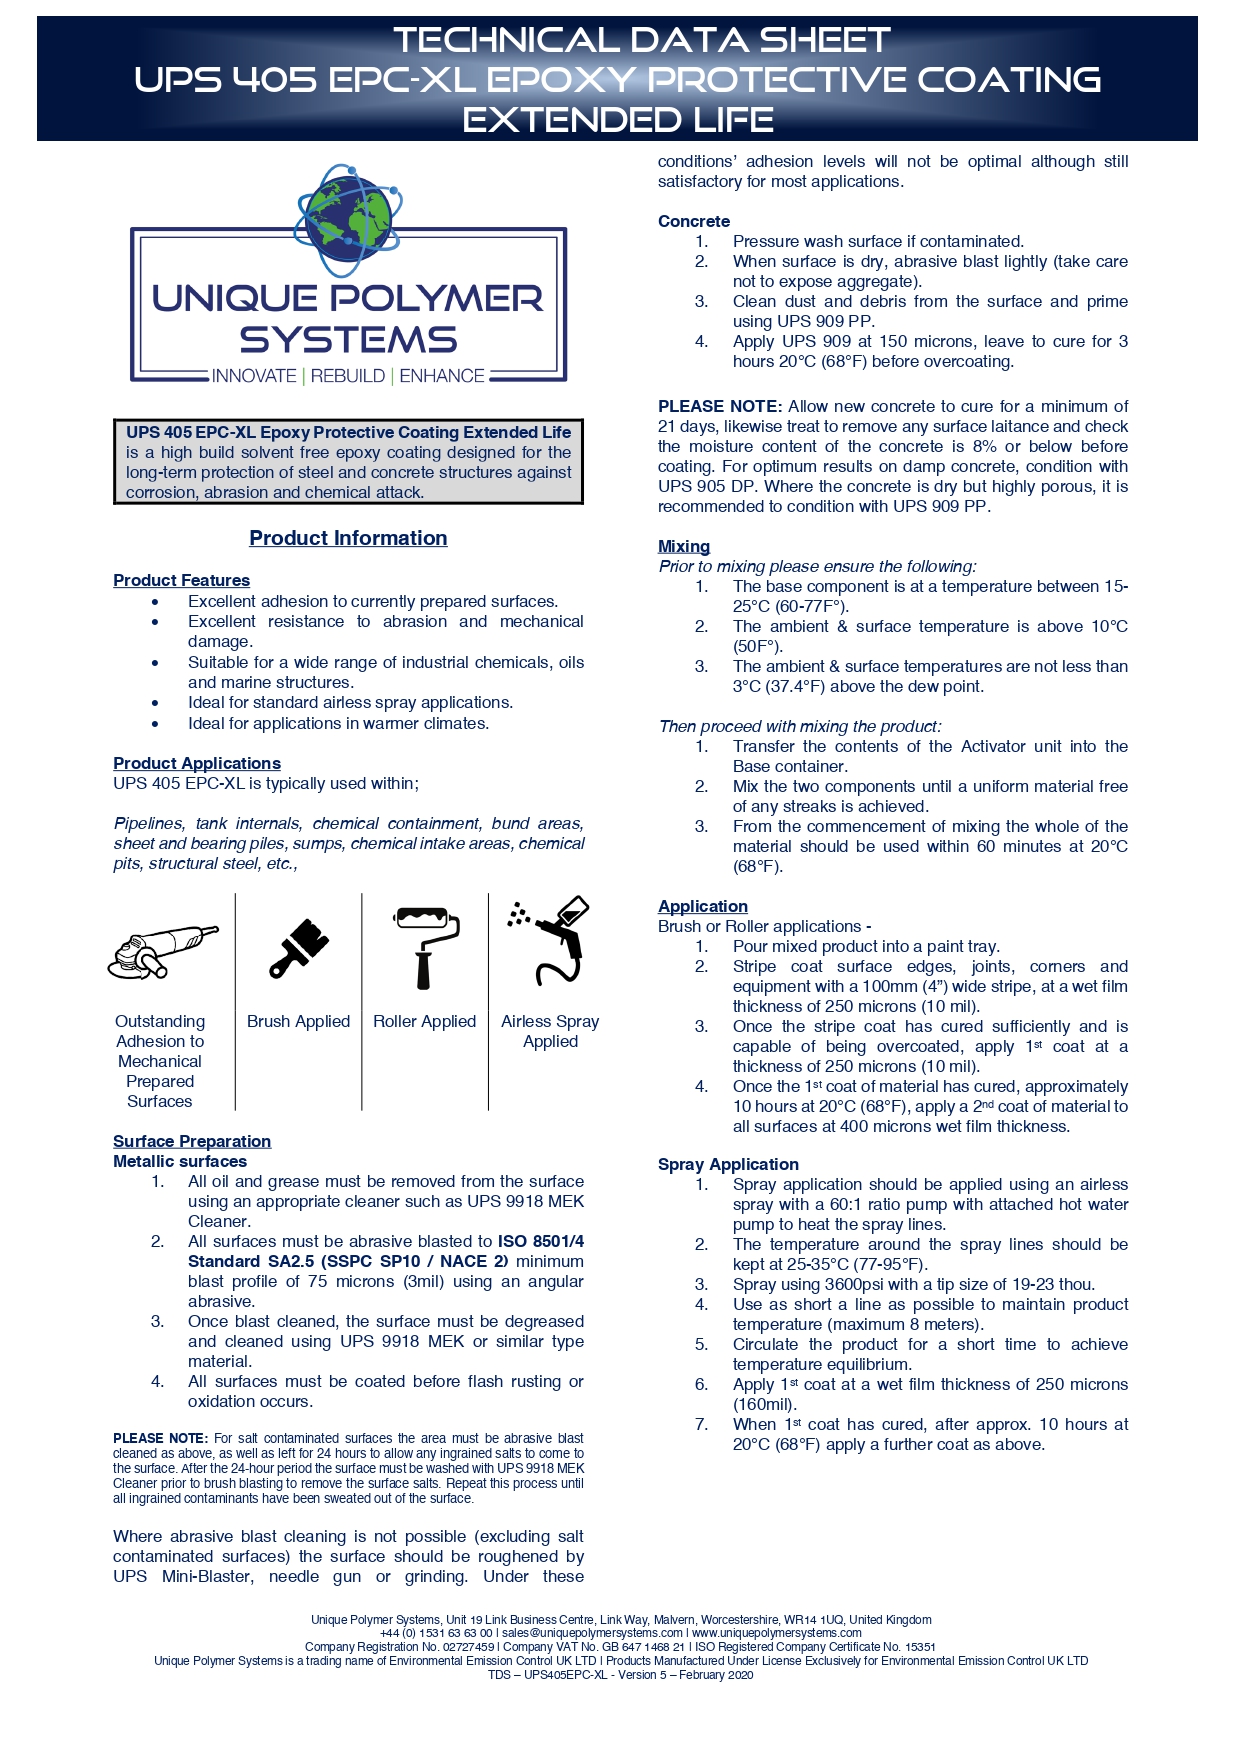 TECHNICAL DATA SHEET
UPS 405 EPC-XL EPOXY PROTECTIVE COATING
EXTENDED LIFE
UNIQUE POLYMER
SYSTEMS
INNOVATE | REBUILD | ENHANCE
UPS 405 EPC-XL Epoxy Protective Coating Extended Life
is a high build solvent free epoxy coating designed for the
long-term protection of steel and concrete structures against
corrosion, abrasion and chemical attack.
Product Information
Product Features
• Excellent adhesion to currently prepared surfaces.
• Excellent resistance to abrasion and mechanical
damage.
• Suitable for a wide range of industrial chemicals, oils
and marine structures.
• Ideal for standard airless spray applications.
• Ideal for applications in warmer climates.
Product Applications
UPS 405 EPC-XL is typically used within;
Pipelines, tank internals, chemical containment, bund areas,
sheet and bearing piles, sumps, chemical intake areas, chemical
pits, structural steel, etc.,
Outstanding
Adhesion to
Mechanical
Prepared
Surfaces
Brush Applied
Roller Applied
Airless Spray
Applied
Surface Preparation
Metallic surfaces
1. All oil and grease must be removed from the surface
using an appropriate cleaner such as UPS 9918 MEK
Cleaner.
2. All surfaces must be abrasive blasted to ISO 8501/4
Standard SA2.5 (SSPC SP10 / NACE 2) minimum
blast profile of 75 microns (3mil) using an angular
abrasive.
3. Once blast cleaned, the surface must be degreased
and cleaned using UPS 9918 MEK or similar type
material.
4. All surfaces must be coated before flash rusting or
oxidation occurs.
PLEASE NOTE: For salt contaminated surfaces the area must be abrasive blast
cleaned as above, as well as left for 24 hours to allow any ingrained salts to come to
the surface. After the 24-hour period the surface must be washed with UPS 9918 MEK
Cleaner prior to brush blasting to remove the surface salts. Repeat this process until
all ingrained contaminants have been sweated out of the surface.
Where abrasive blast cleaning is not possible (excluding salt
contaminated surfaces) the surface should be roughened by
UPS Mini-Blaster, needle gun or grinding. Under these
conditions’ adhesion levels will not be optimal although still
satisfactory for most applications.
Concrete
1. Pressure wash surface if contaminated.
2. When surface is dry, abrasive blast lightly (take care
not to expose aggregate).
3. Clean dust and debris from the surface and prime
using UPS 909 PP.
4. Apply UPS 909 at 150 microns, leave to cure for 3
hours 20°C (68°F) before overcoating.
PLEASE NOTE: Allow new concrete to cure for a minimum of
21 days, likewise treat to remove any surface laitance and check
the moisture content of the concrete is 8% or below before
coating. For optimum results on damp concrete, condition with
UPS 905 DP. Where the concrete is dry but highly porous, it is
recommended to condition with UPS 909 PP.
Mixing
Prior to mixing please ensure the following:
1. The base component is at a temperature between 15-
25°C (60-77F°).
2. The ambient & surface temperature is above 10°C
(50F°).
3. The ambient & surface temperatures are not less than
3°C (37.4°F) above the dew point.
Then proceed with mixing the product:
1. Transfer the contents of the Activator unit into the
Base container.
2. Mix the two components until a uniform material free
of any streaks is achieved.
3. From the commencement of mixing the whole of the
material should be used within 60 minutes at 20°C
(68°F).
Application
Brush or Roller applications -
1. Pour mixed product into a paint tray.
2. Stripe coat surface edges, joints, corners and
equipment with a 100mm (4”) wide stripe, at a wet film
thickness of 250 microns (10 mil).
3. Once the stripe coat has cured sufficiently and is
capable of being overcoated, apply 1st coat at a
thickness of 250 microns (10 mil).
4. Once the 1st coat of material has cured, approximately
10 hours at 20°C (68°F), apply a 2nd coat of material to
all surfaces at 400 microns wet film thickness.
Spray Application
1. Spray application should be applied using an airless
spray with a 60:1 ratio pump with attached hot water
pump to heat the spray lines.
2. The temperature around the spray lines should be
kept at 25-35°C (77-95°F).
3. Spray using 3600psi with a tip size of 19-23 thou.
4. Use as short a line as possible to maintain product
temperature (maximum 8 meters).
5. Circulate the product for a short time to achieve
temperature equilibrium.
6. Apply 1st coat at a wet film thickness of 250 microns
(160mil).
7. When 1st coat has cured, after approx. 10 hours at
20°C (68°F) apply a further coat as above.
Unique Polymer Systems, Unit 19 Link Business Centre, Link Way, Malvern, Worcestershire, WR14 1UQ, United Kingdom
+44 (0) 1531 63 63 00 | sales@uniquepolymersystems.com | www.uniquepolymersystems.com
Company Registration No. 02727459 | Company VAT No. GB 647 1468 21 | ISO Registered Company Certificate No. 15351
Unique Polymer Systems is a trading name of Environmental Emission Control UK LTD | Products Manufactured Under License Exclusively for Environmental Emission Control UK LTD
TDS – UPS405EPC-XL - Version 5 – February 2020